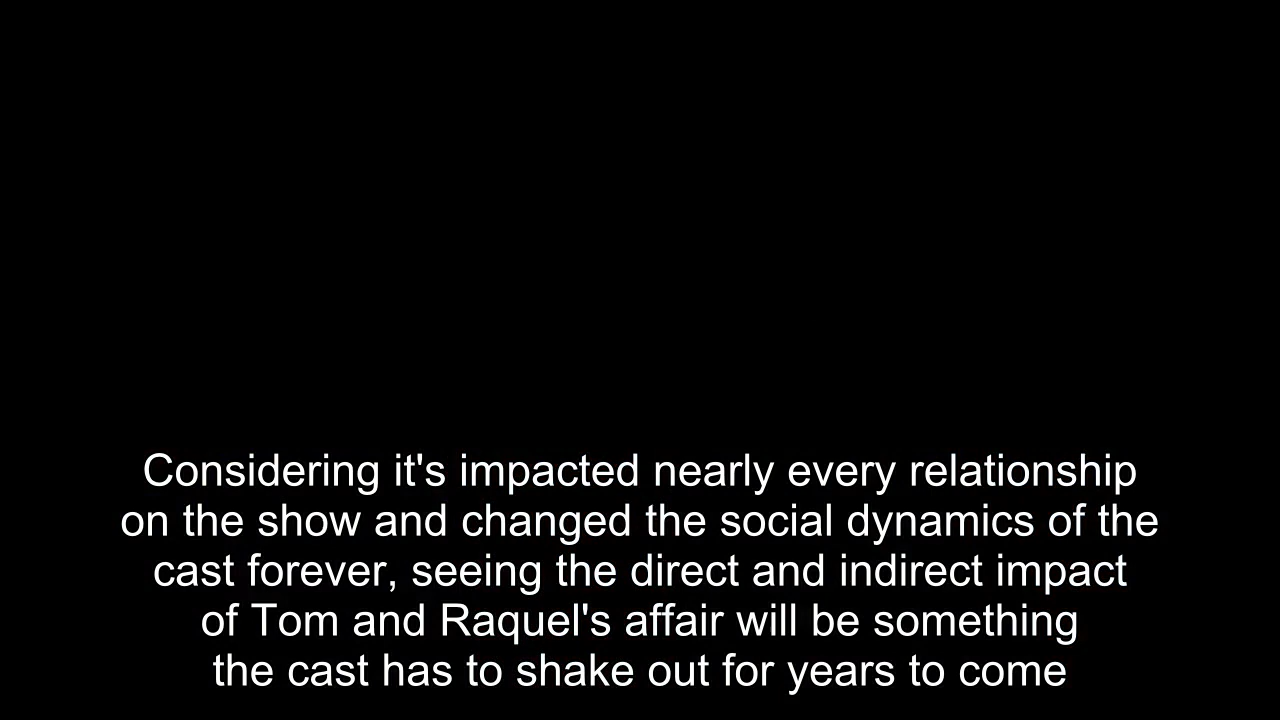 Considering it's impacted nearly every relationship
on the show and changed the social dynamics of the
cast forever, seeing the direct and indirect impact
of Tom and Raquel's affair will be something
the cast has to shake out for years to come